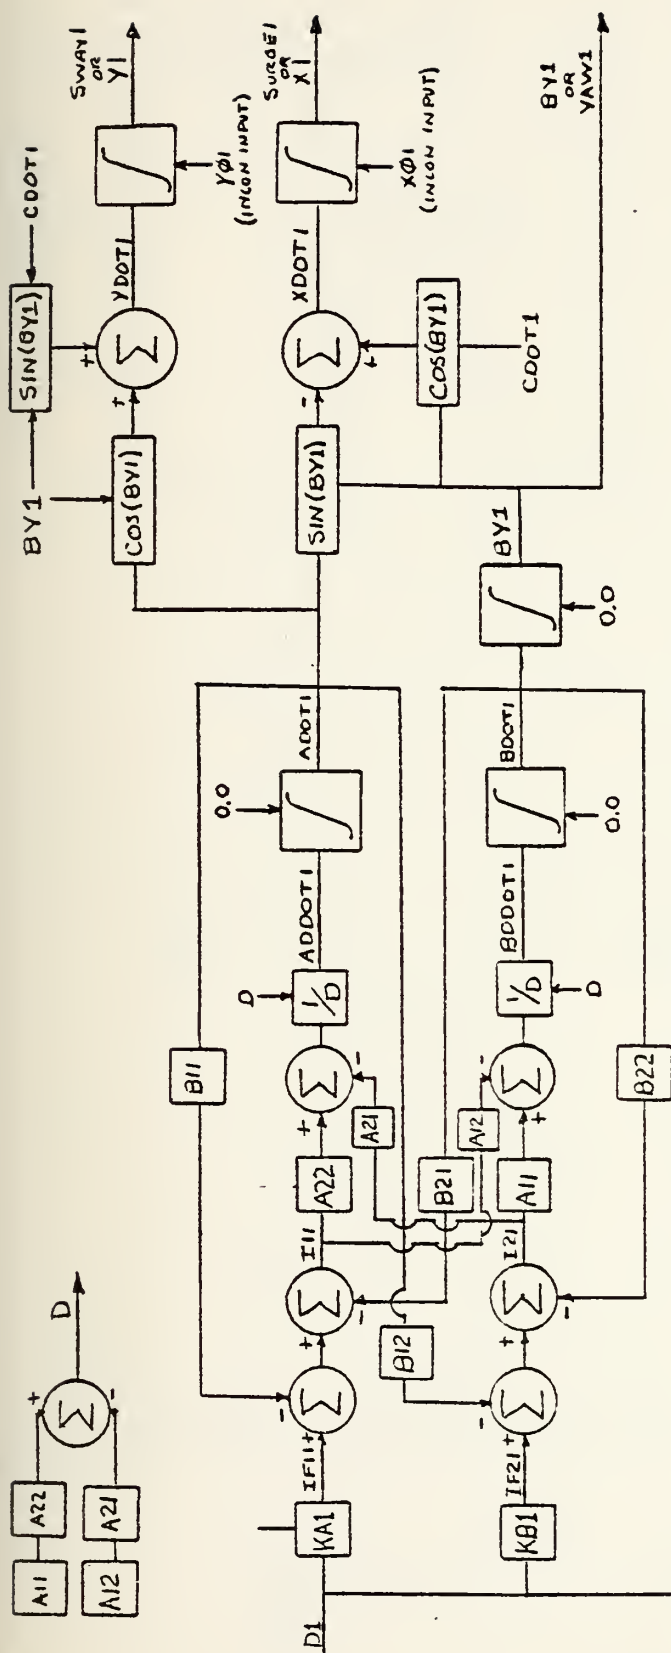 SWAY1
OR
Y1
SURGE1
OR
X1
BY1
OR
YAW1
∫
YØ1
(INCON INPUT)
∫
XØ1
(INCON INPUT)
CDOT1
YDOT1
XDOT1
SIN(BY1)
+
Σ
+
Σ
-
+
COS(BY1)
CDOT1
BY1
COS(BY1)
SIN(BY1)
BY1
∫
0.0
ADOT1
BDOT1
0.0
∫
∫
0.0
ADDOT1
BDDOT1
D
1/D
1/D
D
B11
Σ
+
-
A21
A12
-
Σ
+
B22
A22
B21
A11
I11
I21
D
Σ
+
-
Σ
+
-
B12
Σ
+
-
Σ
+
-
Σ
+
-
A22
A21
IF11
IF21
A11
A12
KA1
KB1
D1